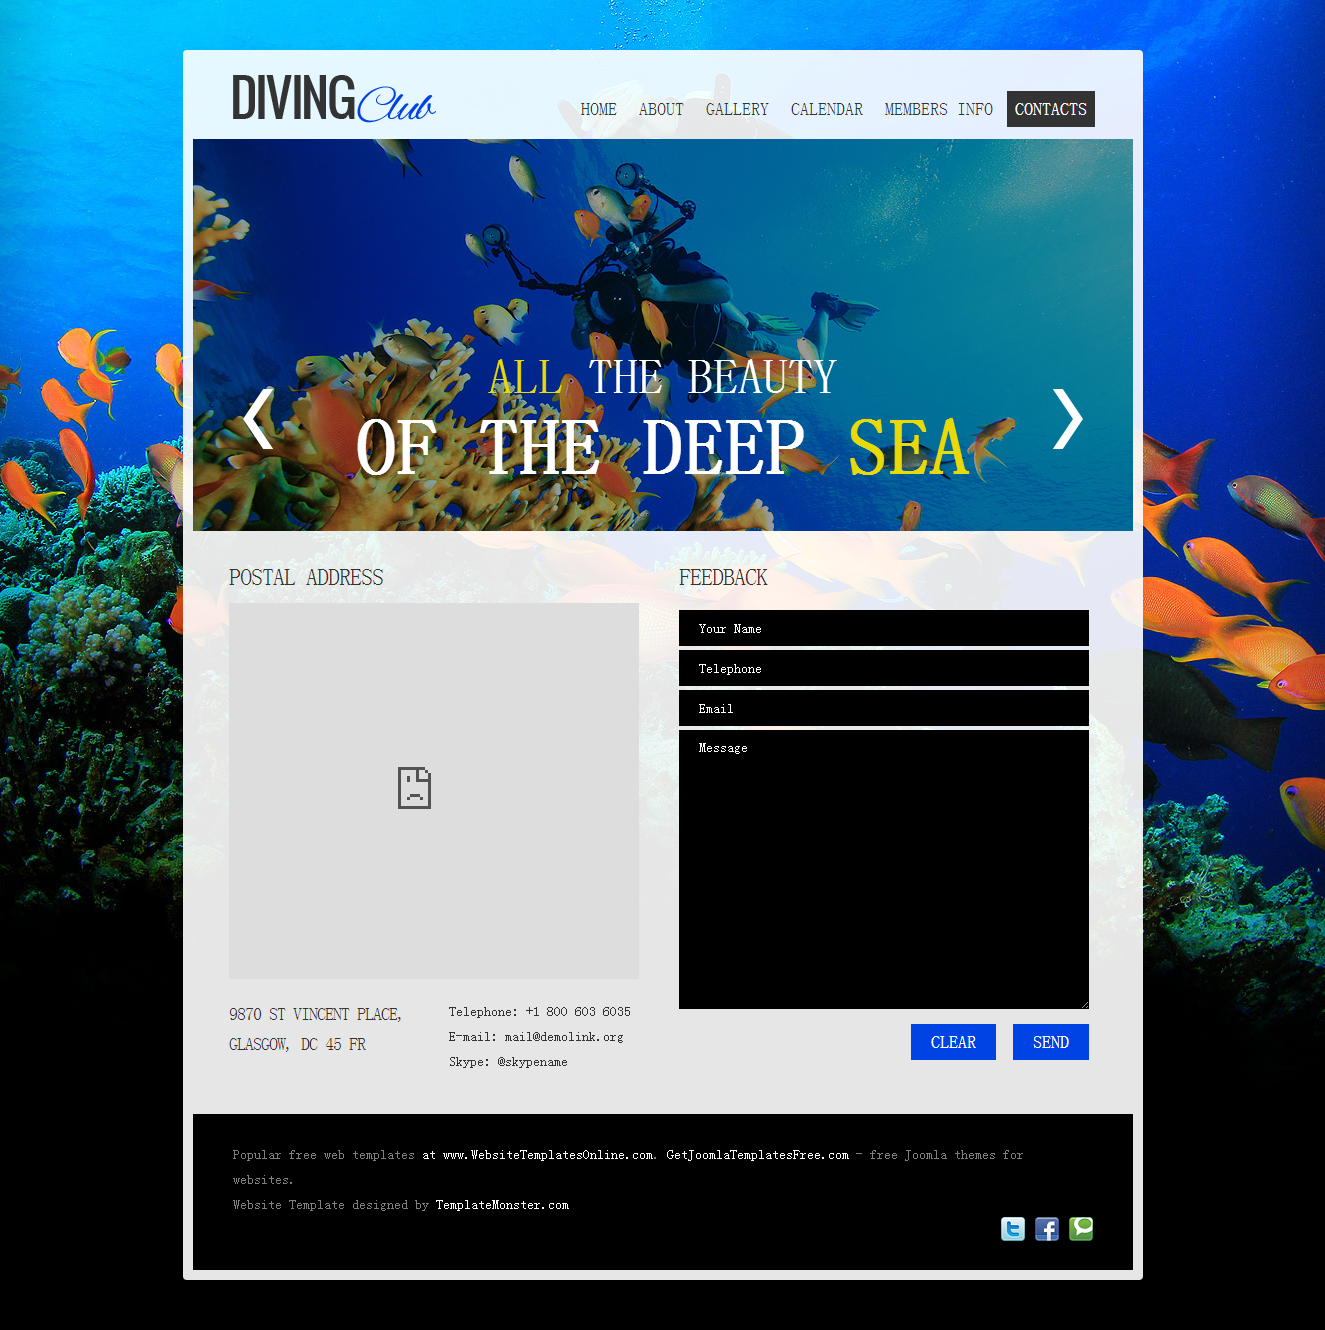 DIVING Club
HOME ABOUT GALLERY CALENDAR MEMBERS INFO CONTACTS
ALL THE BEAUTY
OF THE DEEP SEA
POSTAL ADDRESS
9870 ST VINCENT PLACE,
GLASGOW, DC 45 FR
Telephone: +1 800 603 6035
E-mail: mail@demolink.org
Skype: @skypename
FEEDBACK
Your Name
Telephone
Email
Message
CLEAR SEND
Popular free web templates at www.WebsiteTemplatesOnline.com. GetJoomlaTemplatesFree.com – free Joomla themes for
websites.
Website Template designed by TemplateMonster.com